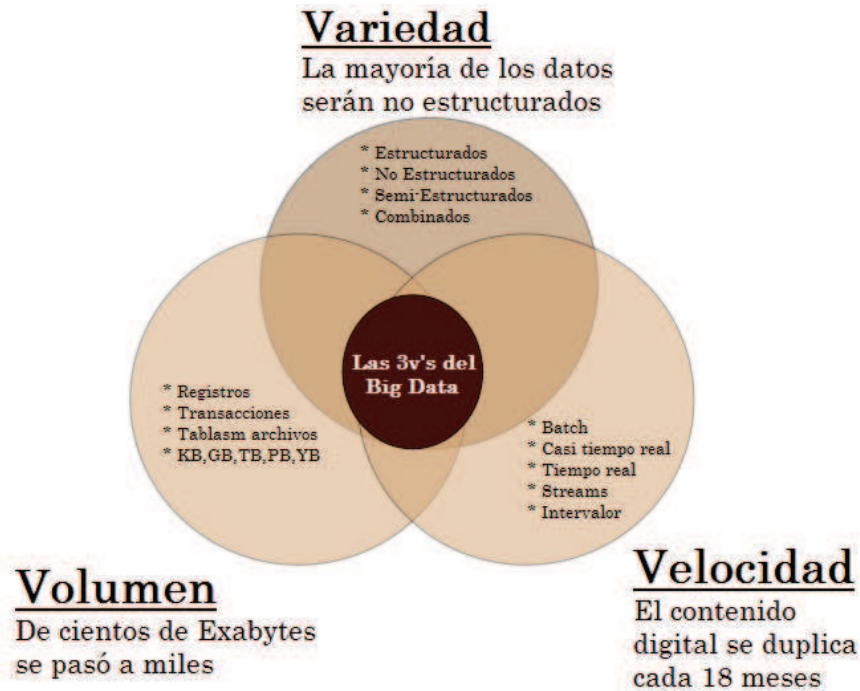 Variedad
La mayoría de los datos
serán no estructurados
* Estructurados
* No Estructurados
* Semi-Estructurados
* Combinados
Las 3v's del
Big Data
* Registros
* Transacciones
* Tablasm archivos
* KB,GB,TB,PB,YB
* Batch
* Casi tiempo real
* Tiempo real
* Streams
* Intervalor
Volumen
De cientos de Exabytes
se pasó a miles
Velocidad
El contenido
digital se duplica
cada 18 meses